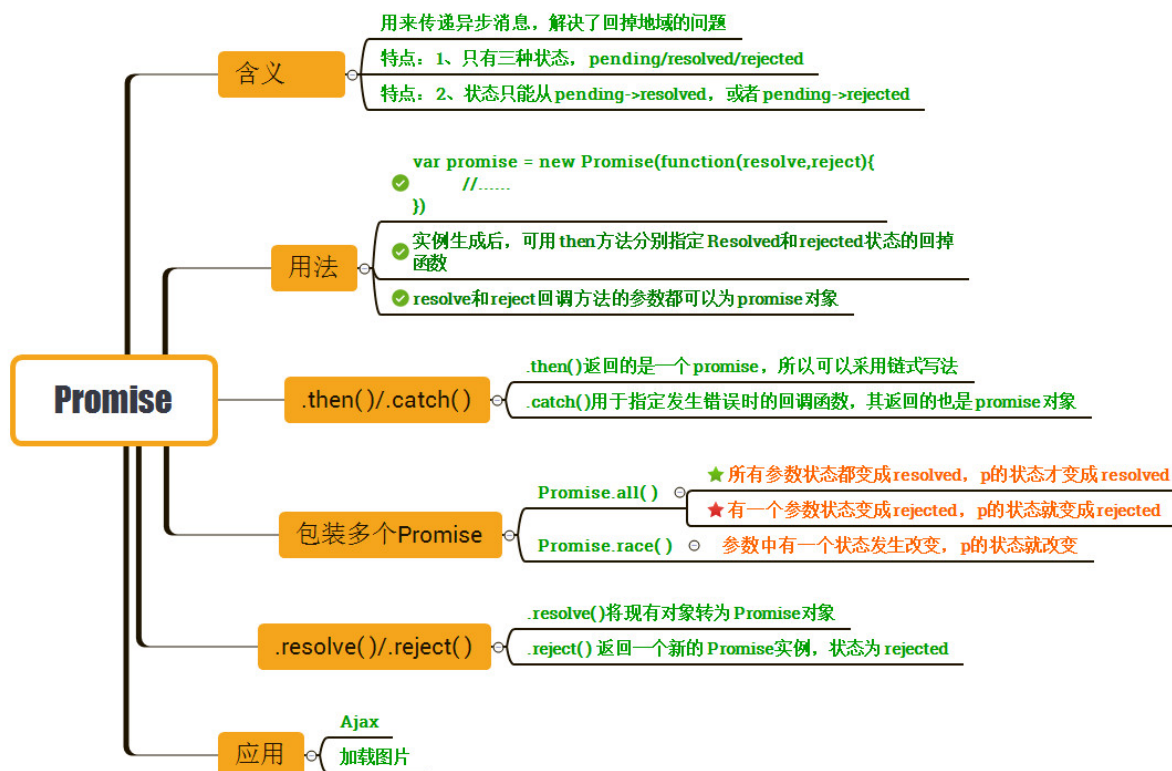 Promise
含义
用来传递异步消息，解决了回掉地域的问题
特点：1、只有三种状态，pending/resolved/rejected
特点：2、状态只能从pending->resolved，或者pending->rejected
用法
var promise = new Promise(function(resolve,reject){
//......
})
实例生成后，可用then方法分别指定Resolved和rejected状态的回掉
函数
resolve和reject回调方法的参数都可以为promise对象
.then()/.catch()
.then()返回的是一个promise，所以可以采用链式写法
.catch()用于指定发生错误时的回调函数，其返回的也是promise对象
包装多个Promise
Promise.all()
所有参数状态都变成resolved，p的状态才变成resolved
有一个参数状态变成rejected，p的状态就变成rejected
Promise.race()
参数中有一个状态发生改变，p的状态就改变
.resolve()/.reject()
.resolve()将现有对象转为Promise对象
.reject() 返回一个新的Promise实例，状态为rejected
应用
Ajax
加载图片